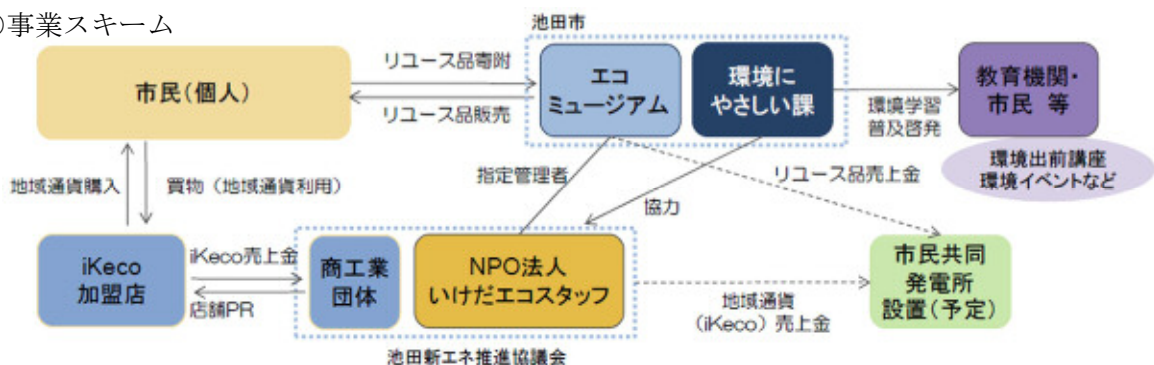 事業スキーム
池田市
市民(個人)
リユース品寄附
リユース品販売
エコ
ミュージアム
環境に
やさしい課
環境学習
普及啓発
教育機関・
市民 等
環境出前講座
環境イベントなど
地域通貨購入
買物（地域通貨利用）
指定管理者
協力
リユース品売上金
iKeco
加盟店
iKeco売上金
店舗PR
商工業
団体
NPO法人
いけだエコスタッフ
地域通貨
（iKeco）売上金
市民共同
発電所
設置(予定)
池田新エネ推進協議会